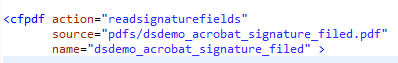 <cfpdf action="readsignaturefields"
source="pdfs/dsdemo_acrobat_signature_filed.pdf"
name="dsdemo_acrobat_signature_filed" >